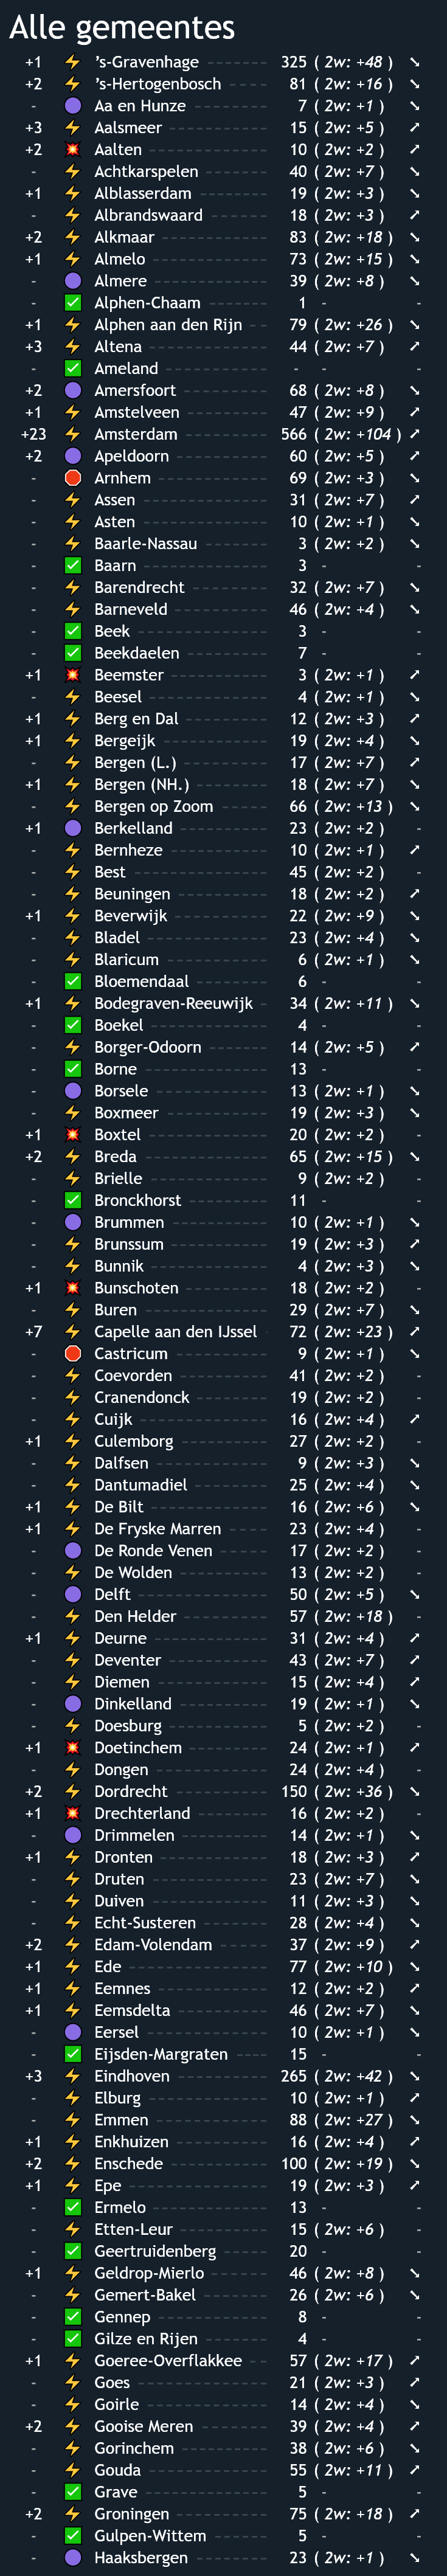 Alle gemeentes
+1 ’s-Gravenhage 325 ( 2w: +48 )
+2 ’s-Hertogenbosch 81 ( 2w: +16 )
- Aa en Hunze 7 ( 2w: +1 )
+3 Aalsmeer 15 ( 2w: +5 )
+2 Aalten 10 ( 2w: +2 )
- Achtkarspelen 40 ( 2w: +7 )
+1 Alblasserdam 19 ( 2w: +3 )
- Albrandswaard 18 ( 2w: +3 )
+2 Alkmaar 83 ( 2w: +18 )
+1 Almelo 73 ( 2w: +15 )
- Almere 39 ( 2w: +8 )
- Alphen-Chaam 1 - -
+1 Alphen aan den Rijn 79 ( 2w: +26 )
+3 Altena 44 ( 2w: +7 )
- Ameland - - -
+2 Amersfoort 68 ( 2w: +8 )
+1 Amstelveen 47 ( 2w: +9 )
+23 Amsterdam 566 ( 2w: +104 )
+2 Apeldoorn 60 ( 2w: +5 )
- Arnhem 69 ( 2w: +3 )
- Assen 31 ( 2w: +7 )
- Asten 10 ( 2w: +1 )
- Baarle-Nassau 3 ( 2w: +2 )
- Baarn 3 - -
- Barendrecht 32 ( 2w: +7 )
- Barneveld 46 ( 2w: +4 )
- Beek 3 - -
- Beekdaelen 7 - -
+1 Beemster 3 ( 2w: +1 )
- Beesel 4 ( 2w: +1 )
+1 Berg en Dal 12 ( 2w: +3 )
+1 Bergeijk 19 ( 2w: +4 )
- Bergen (L.) 17 ( 2w: +7 )
+1 Bergen (NH.) 18 ( 2w: +7 )
- Bergen op Zoom 66 ( 2w: +13 )
+1 Berkelland 23 ( 2w: +2 ) -
- Bernheze 10 ( 2w: +1 )
- Best 45 ( 2w: +2 ) -
- Beuningen 18 ( 2w: +2 )
+1 Beverwijk 22 ( 2w: +9 )
- Bladel 23 ( 2w: +4 )
- Blaricum 6 ( 2w: +1 )
- Bloemendaal 6 - -
+1 Bodegraven-Reeuwijk 34 ( 2w: +11 )
- Boekel 4 - -
- Borger-Odoorn 14 ( 2w: +5 )
- Borne 13 - -
- Borsele 13 ( 2w: +1 )
- Boxmeer 19 ( 2w: +3 )
+1 Boxtel 20 ( 2w: +2 ) -
+2 Breda 65 ( 2w: +15 )
- Brielle 9 ( 2w: +2 ) -
- Bronckhorst 11 - -
- Brummen 10 ( 2w: +1 )
- Brunssum 19 ( 2w: +3 )
- Bunnik 4 ( 2w: +3 )
+1 Bunschoten 18 ( 2w: +2 ) -
- Buren 29 ( 2w: +7 )
+7 Capelle aan den IJssel 72 ( 2w: +23 )
- Castricum 9 ( 2w: +1 )
- Coevorden 41 ( 2w: +2 ) -
- Cranendonck 19 ( 2w: +2 ) -
- Cuijk 16 ( 2w: +4 )
+1 Culemborg 27 ( 2w: +2 ) -
- Dalfsen 9 ( 2w: +3 )
- Dantumadiel 25 ( 2w: +4 )
+1 De Bilt 16 ( 2w: +6 )
+1 De Fryske Marren 23 ( 2w: +4 ) -
- De Ronde Venen 17 ( 2w: +2 ) -
- De Wolden 13 ( 2w: +2 ) -
- Delft 50 ( 2w: +5 )
- Den Helder 57 ( 2w: +18 ) -
+1 Deurne 31 ( 2w: +4 )
- Deventer 43 ( 2w: +7 )
- Diemen 15 ( 2w: +4 )
- Dinkelland 19 ( 2w: +1 )
- Doesburg 5 ( 2w: +2 ) -
+1 Doetinchem 24 ( 2w: +1 )
- Dongen 24 ( 2w: +4 ) -
+2 Dordrecht 150 ( 2w: +36 )
+1 Drechterland 16 ( 2w: +2 ) -
- Drimmelen 14 ( 2w: +1 )
+1 Dronten 18 ( 2w: +3 )
- Druten 23 ( 2w: +7 )
- Duiven 11 ( 2w: +3 )
- Echt-Susteren 28 ( 2w: +4 )
+2 Edam-Volendam 37 ( 2w: +9 )
+1 Ede 77 ( 2w: +10 )
+1 Eemnes 12 ( 2w: +2 )
+1 Eemsdelta 46 ( 2w: +7 )
- Eersel 10 ( 2w: +1 )
- Eijsden-Margraten 15 - -
+3 Eindhoven 265 ( 2w: +42 )
- Elburg 10 ( 2w: +1 )
- Emmen 88 ( 2w: +27 )
+1 Enkhuizen 16 ( 2w: +4 )
+2 Enschede 100 ( 2w: +19 )
+1 Epe 19 ( 2w: +3 )
- Ermelo 13 - -
- Etten-Leur 15 ( 2w: +6 ) -
- Geertruidenberg 20 - -
+1 Geldrop-Mierlo 46 ( 2w: +8 )
- Gemert-Bakel 26 ( 2w: +6 )
- Gennep 8 - -
- Gilze en Rijen 4 - -
+1 Goeree-Overflakkee 57 ( 2w: +17 )
- Goes 21 ( 2w: +3 )
- Goirle 14 ( 2w: +4 )
+2 Gooise Meren 39 ( 2w: +4 )
- Gorinchem 38 ( 2w: +6 )
- Gouda 55 ( 2w: +11 )
- Grave 5 - -
+2 Groningen 75 ( 2w: +18 )
- Gulpen-Wittem 5 - -
- Haaksbergen 23 ( 2w: +1 )